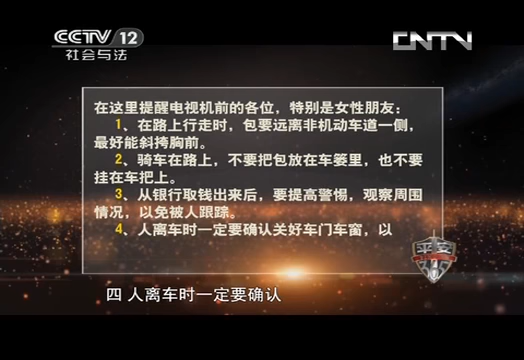 CCTV 12
社会与法
CNTV
在这里提醒电视机前的各位，特别是女性朋友：
1、在路上行走时，包要远离非机动车道一侧，
最好能斜挎胸前。
2、骑车在路上，不要把包放在车篓里，也不要
挂在车把上。
3、从银行取钱出来后，要提高警惕，观察周围
情况，以免被人跟踪。
4、人离车时一定要确认关好车门车窗，以
平安
四 人离车时一定要确认